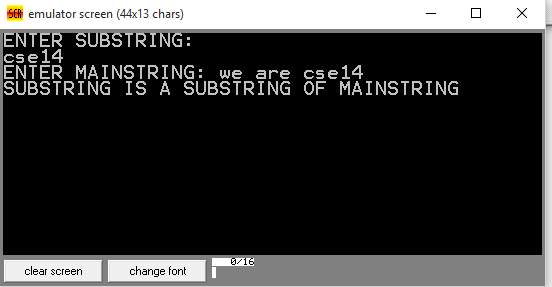 emulator screen (44x13 chars)
ENTER SUBSTRING:
cse14
ENTER MAINSTRING: we are cse14
SUBSTRING IS A SUBSTRING OF MAINSTRING
clear screen
change font
0/16